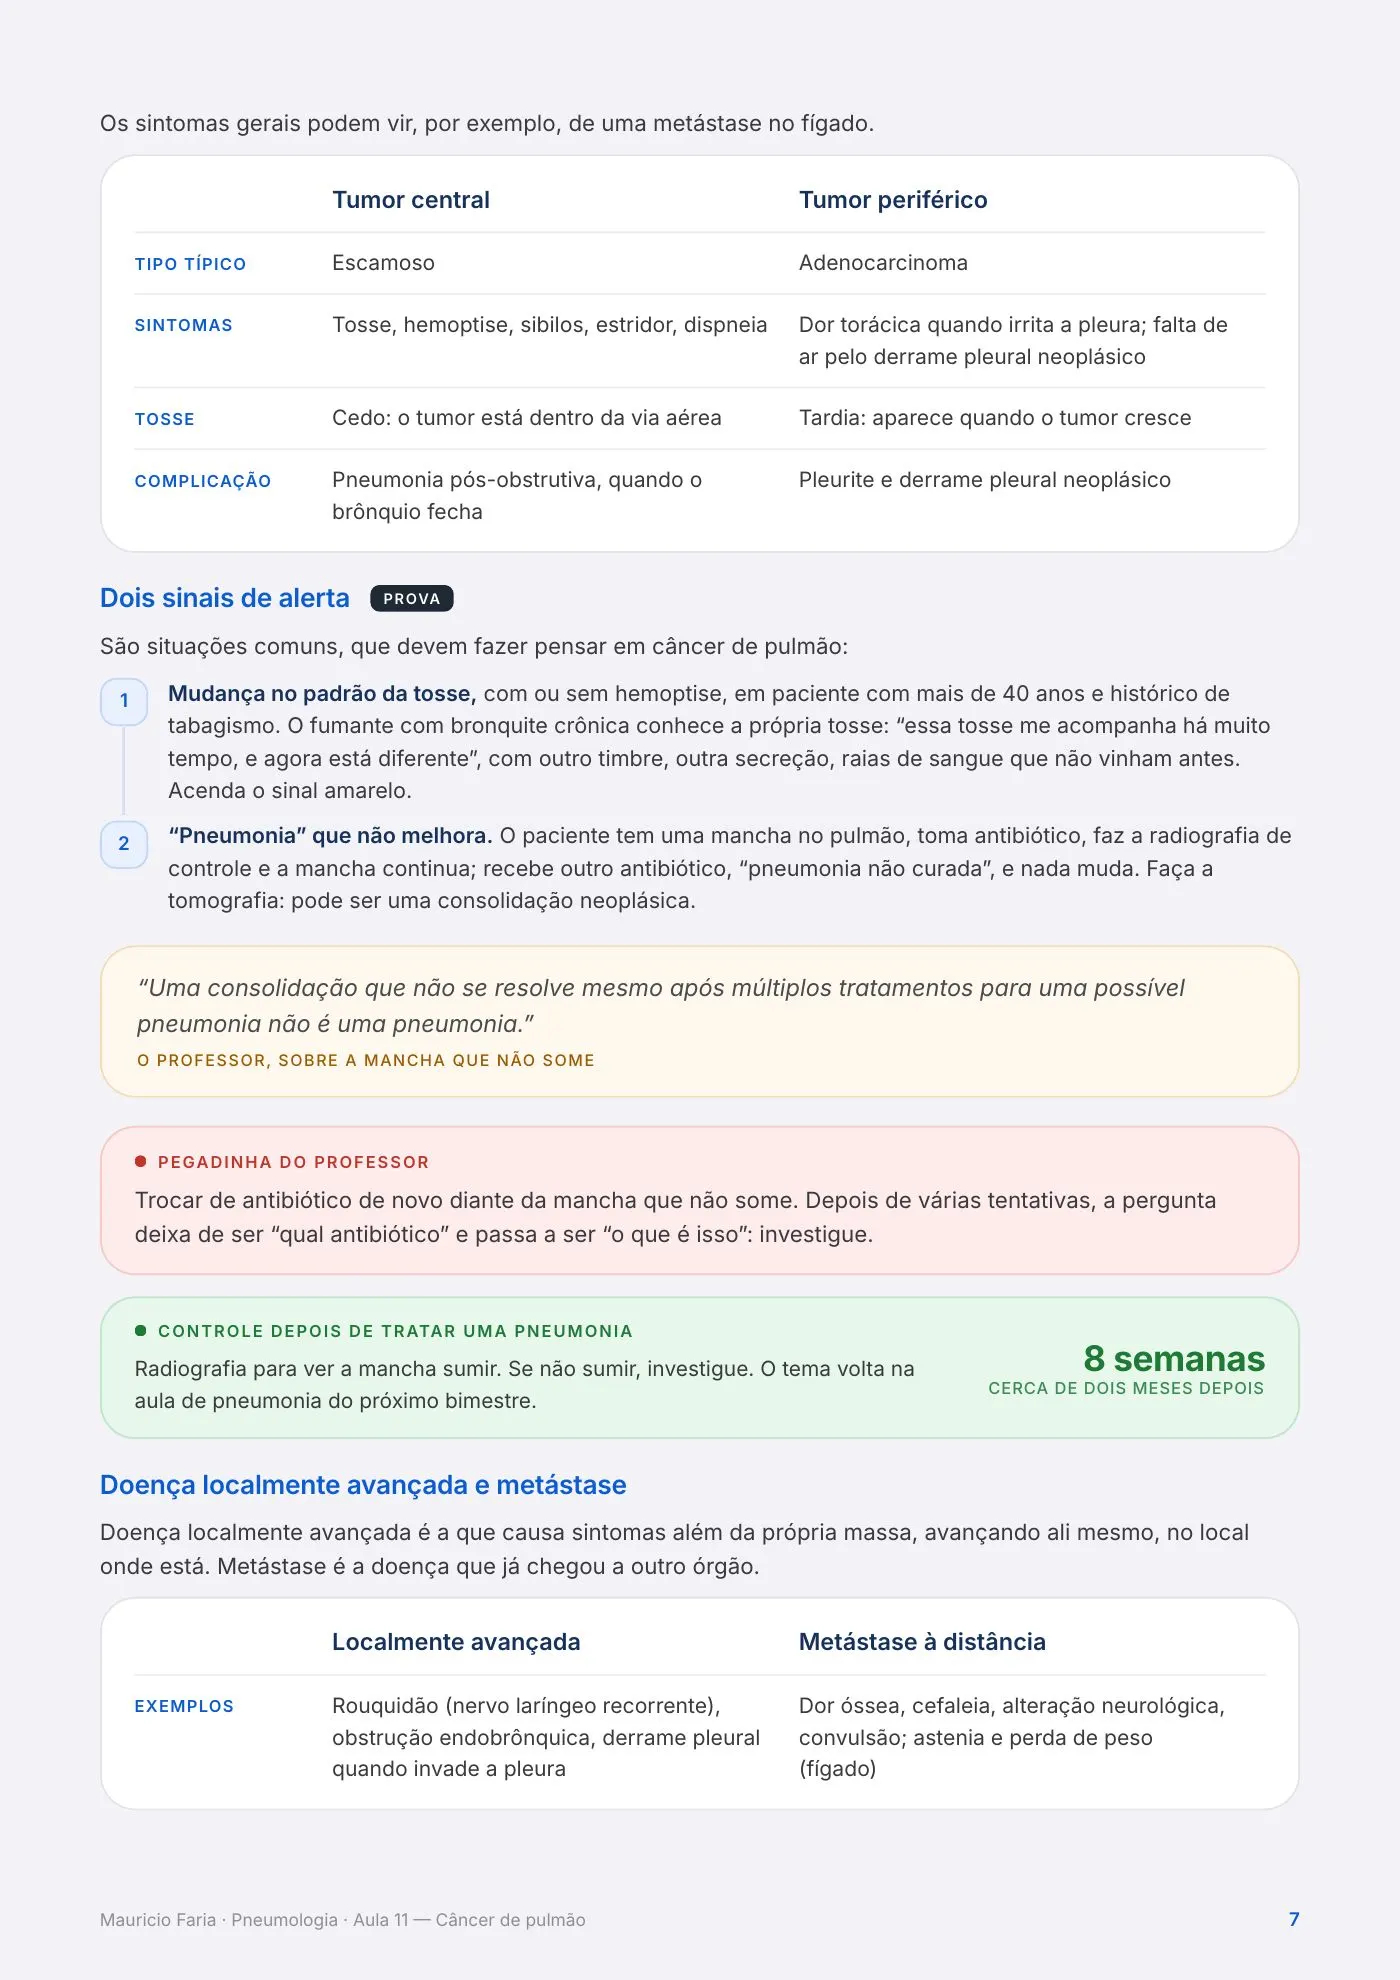 Os sintomas gerais podem vir, por exemplo, de uma metástase no fígado.
Tumor central Tumor periférico
TIPO TÍPICO Escamoso Adenocarcinoma
SINTOMAS Tosse, hemoptise, sibilos, estridor, dispneia Dor torácica quando irrita a pleura; falta de
ar pelo derrame pleural neoplásico
TOSSE Cedo: o tumor está dentro da via aérea Tardia: aparece quando o tumor cresce
COMPLICAÇÃO Pneumonia pós-obstrutiva, quando o Pleurite e derrame pleural neoplásico
brônquio fecha
Dois sinais de alerta PROVA
São situações comuns, que devem fazer pensar em câncer de pulmão:
1 Mudança no padrão da tosse, com ou sem hemoptise, em paciente com mais de 40 anos e histórico de
tabagismo. O fumante com bronquite crônica conhece a própria tosse: “essa tosse me acompanha há muito
tempo, e agora está diferente”, com outro timbre, outra secreção, raias de sangue que não vinham antes.
Acenda o sinal amarelo.
2 “Pneumonia” que não melhora. O paciente tem uma mancha no pulmão, toma antibiótico, faz a radiografia de
controle e a mancha continua; recebe outro antibiótico, “pneumonia não curada”, e nada muda. Faça a
tomografia: pode ser uma consolidação neoplásica.
“Uma consolidação que não se resolve mesmo após múltiplos tratamentos para uma possível
pneumonia não é uma pneumonia.”
O PROFESSOR, SOBRE A MANCHA QUE NÃO SOME
PEGADINHA DO PROFESSOR
Trocar de antibiótico de novo diante da mancha que não some. Depois de várias tentativas, a pergunta
deixa de ser “qual antibiótico” e passa a ser “o que é isso”: investigue.
CONTROLE DEPOIS DE TRATAR UMA PNEUMONIA
Radiografia para ver a mancha sumir. Se não sumir, investigue. O tema volta na
aula de pneumonia do próximo bimestre.
8 semanas
CERCA DE DOIS MESES DEPOIS
Doença localmente avançada e metástase
Doença localmente avançada é a que causa sintomas além da própria massa, avançando ali mesmo, no local
onde está. Metástase é a doença que já chegou a outro órgão.
Localmente avançada Metástase à distância
EXEMPLOS Rouquidão (nervo laríngeo recorrente), Dor óssea, cefaleia, alteração neurológica,
obstrução endobrônquica, derrame pleural convulsão; astenia e perda de peso
quando invade a pleura (fígado)
Mauricio Faria · Pneumologia · Aula 11 — Câncer de pulmão 7